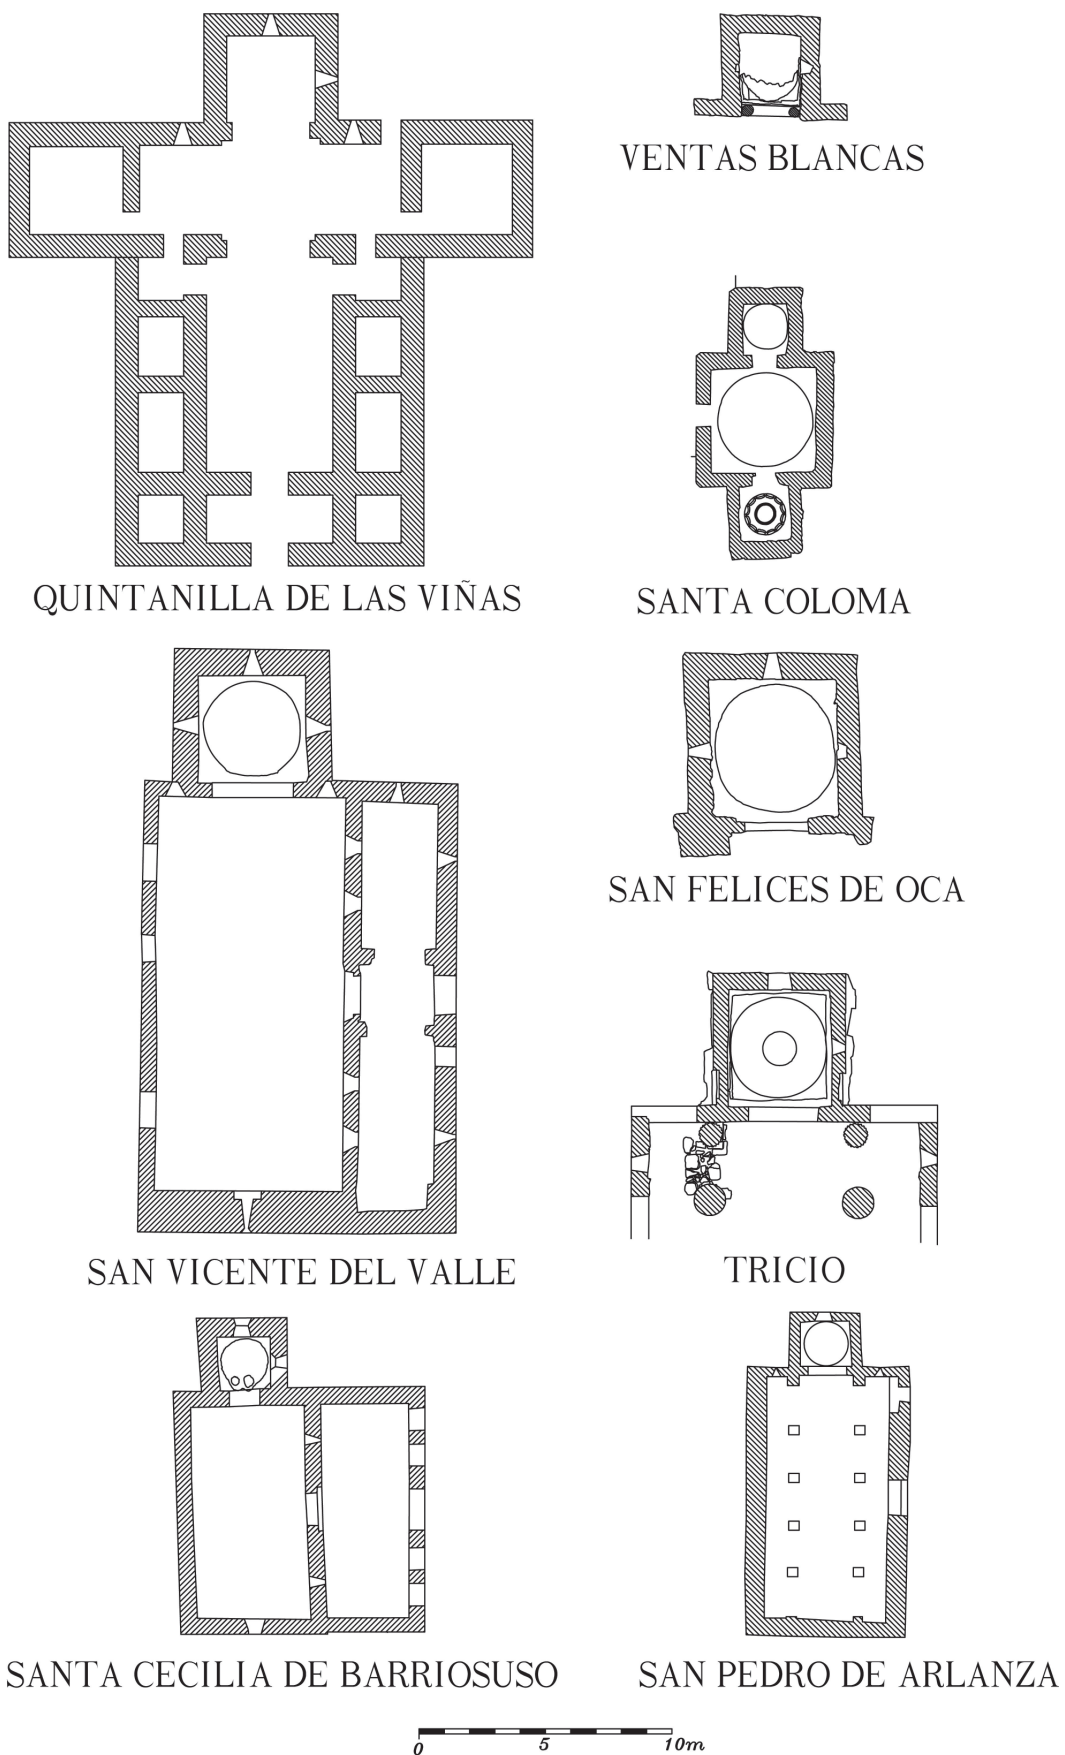 VENTAS BLANCAS
QUINTANILLA DE LAS VIÑAS
SANTA COLOMA
SAN FELICES DE OCA
SAN VICENTE DEL VALLE
TRICIO
SANTA CECILIA DE BARRIOSUSO
SAN PEDRO DE ARLANZA
0 5 10m